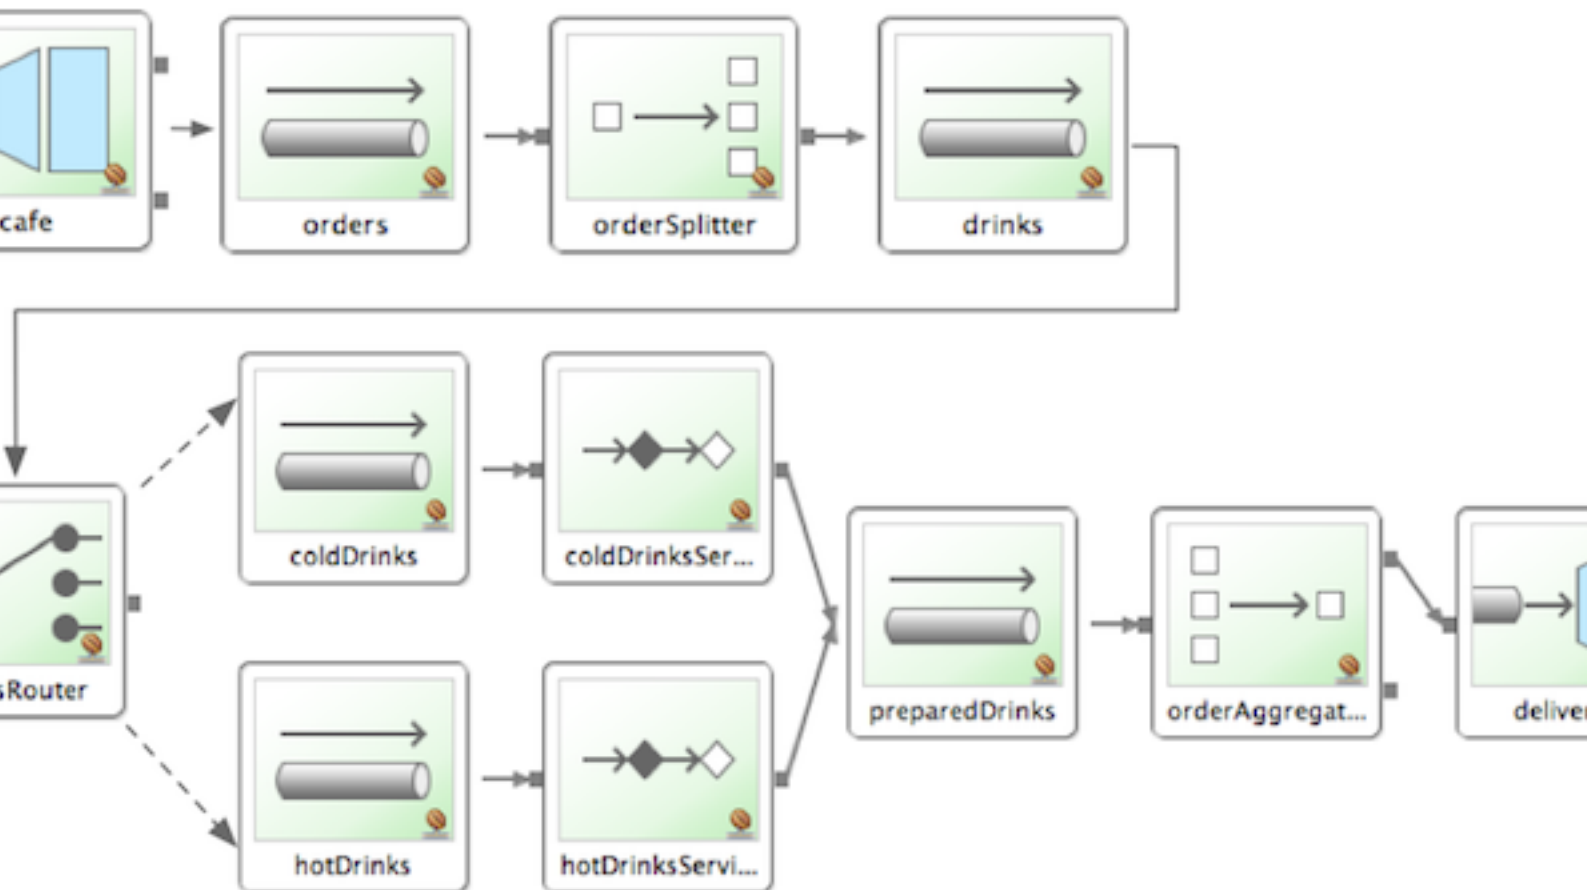 cafe
orders
orderSplitter
drinks
coldDrinks
coldDrinksSer...
sRouter
preparedDrinks
orderAggregat...
deliver
hotDrinks
hotDrinksServi...